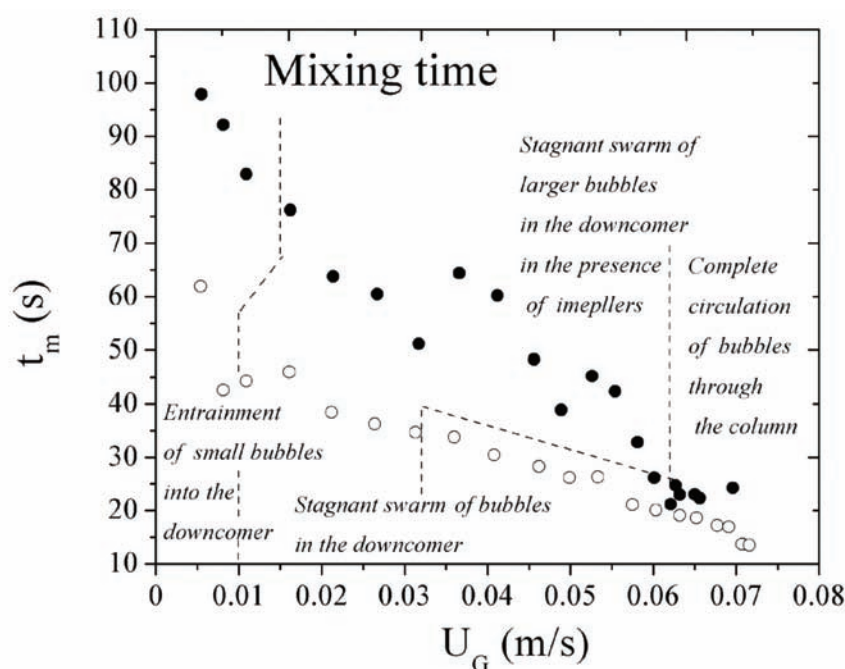 Mixing time
110
100
90
80
70
60
50
40
30
20
10
t_m (s)
Stagnant swarm of
larger bubbles
in the downcomer
in the presence
of imepllers
Complete
circulation
of bubbles
through
the column
Entrainment
of small bubbles
into the
downcomer
Stagnant swarm of bubbles
in the downcomer
0 0.01 0.02 0.03 0.04 0.05 0.06 0.07 0.08
U_G (m/s)